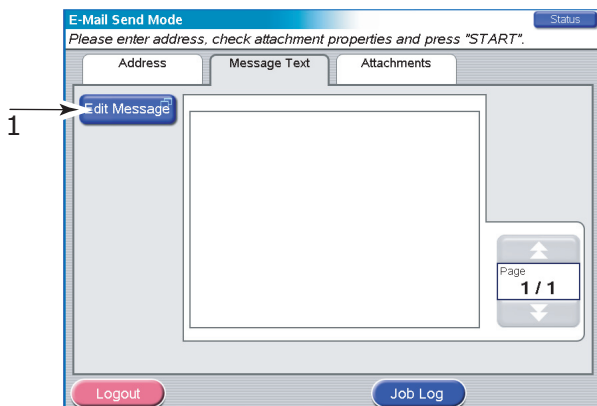 E-Mail Send Mode
Status
Please enter address, check attachment properties and press "START".
Address
Message Text
Attachments
Edit Message
1
Page
1 / 1
Logout
Job Log